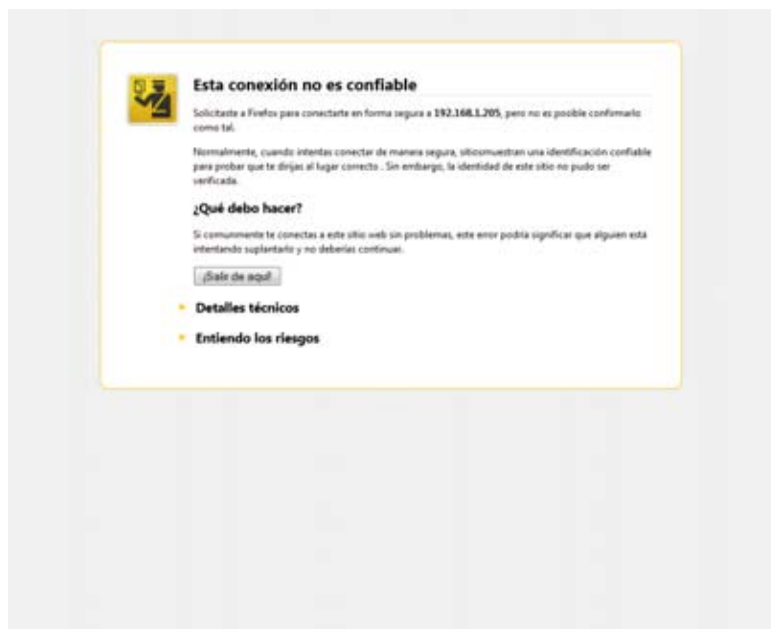 Esta conexión no es confiable
Solicitaste a Firefox para conectarte en forma segura a 192.168.1.205, pero no es posible confirmarlo
como tal.
Normalmente, cuando intentas conectar de manera segura, sitiosmuestran una identificación confiable
para probar que te dirijas al lugar correcto . Sin embargo, la identidad de este sitio no pudo ser
verificada.
¿Qué debo hacer?
Si comunmente te conectas a este sitio web sin problemas, este error podría significar que alguien está
intentando suplantarlo y no deberías continuar.
¡Salir de aquí!
Detalles técnicos
Entiendo los riesgos